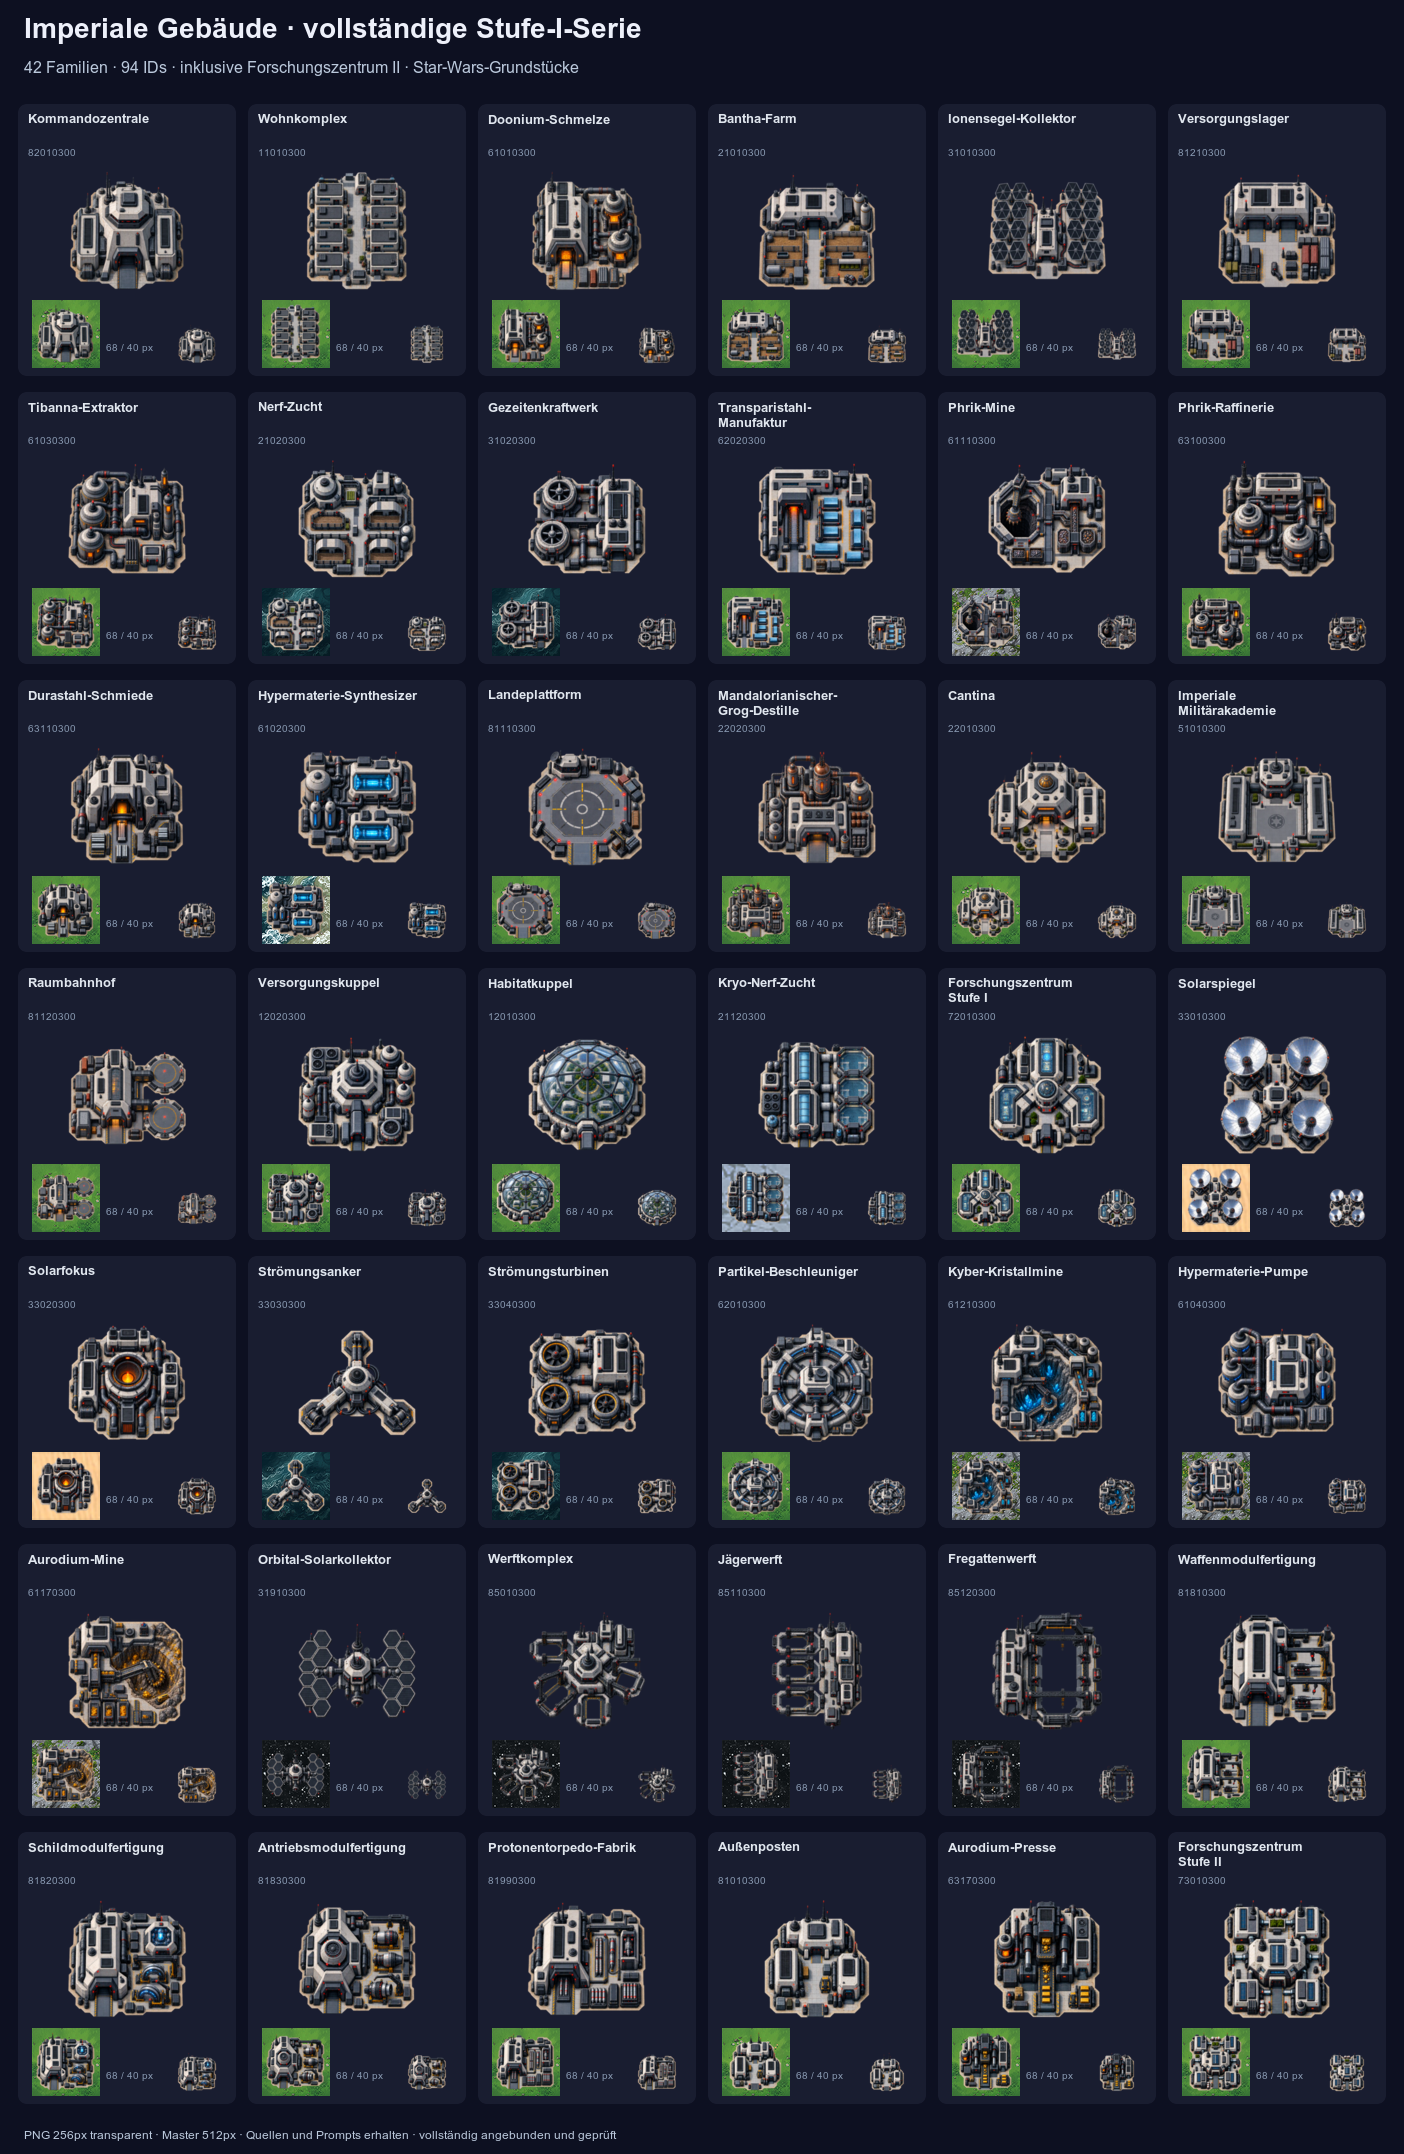 Imperiale Gebäude · vollständige Stufe-I-Serie
42 Familien · 94 IDs · inklusive Forschungszentrum II · Star-Wars-Grundstücke
Kommandozentrale
82010300
68 / 40 px
Wohnkomplex
11010300
68 / 40 px
Doonium-Schmelze
61010300
68 / 40 px
Bantha-Farm
21010300
68 / 40 px
Ionensegel-Kollektor
31010300
68 / 40 px
Versorgungslager
81210300
68 / 40 px
Tibanna-Extraktor
61030300
68 / 40 px
Nerf-Zucht
21020300
68 / 40 px
Gezeitenkraftwerk
31020300
68 / 40 px
Transparistahl-
Manufaktur
62020300
68 / 40 px
Phrik-Mine
61110300
68 / 40 px
Phrik-Raffinerie
63100300
68 / 40 px
Durastahl-Schmiede
63110300
68 / 40 px
Hypermaterie-Synthesizer
61020300
68 / 40 px
Landeplattform
81110300
68 / 40 px
Mandalorianischer-
Grog-Destille
22020300
68 / 40 px
Cantina
22010300
68 / 40 px
Imperiale
Militärakademie
51010300
68 / 40 px
Raumbahnhof
81120300
68 / 40 px
Versorgungskuppel
12020300
68 / 40 px
Habitatkuppel
12010300
68 / 40 px
Kryo-Nerf-Zucht
21120300
68 / 40 px
Forschungszentrum
Stufe I
72010300
68 / 40 px
Solarspiegel
33010300
68 / 40 px
Solarfokus
33020300
68 / 40 px
Strömungsanker
33030300
68 / 40 px
Strömungsturbinen
33040300
68 / 40 px
Partikel-Beschleuniger
62010300
68 / 40 px
Kyber-Kristallmine
61210300
68 / 40 px
Hypermaterie-Pumpe
61040300
68 / 40 px
Aurodium-Mine
61170300
68 / 40 px
Orbital-Solarkollektor
31910300
68 / 40 px
Werftkomplex
85010300
68 / 40 px
Jägerwerft
85110300
68 / 40 px
Fregattenwerft
85120300
68 / 40 px
Waffenmodulfertigung
81810300
68 / 40 px
Schildmodulfertigung
81820300
68 / 40 px
Antriebsmodulfertigung
81830300
68 / 40 px
Protonentorpedo-Fabrik
81990300
68 / 40 px
Außenposten
81010300
68 / 40 px
Aurodium-Presse
63170300
68 / 40 px
Forschungszentrum
Stufe II
73010300
68 / 40 px
PNG 256px transparent · Master 512px · Quellen und Prompts erhalten · vollständig angebunden und geprüft